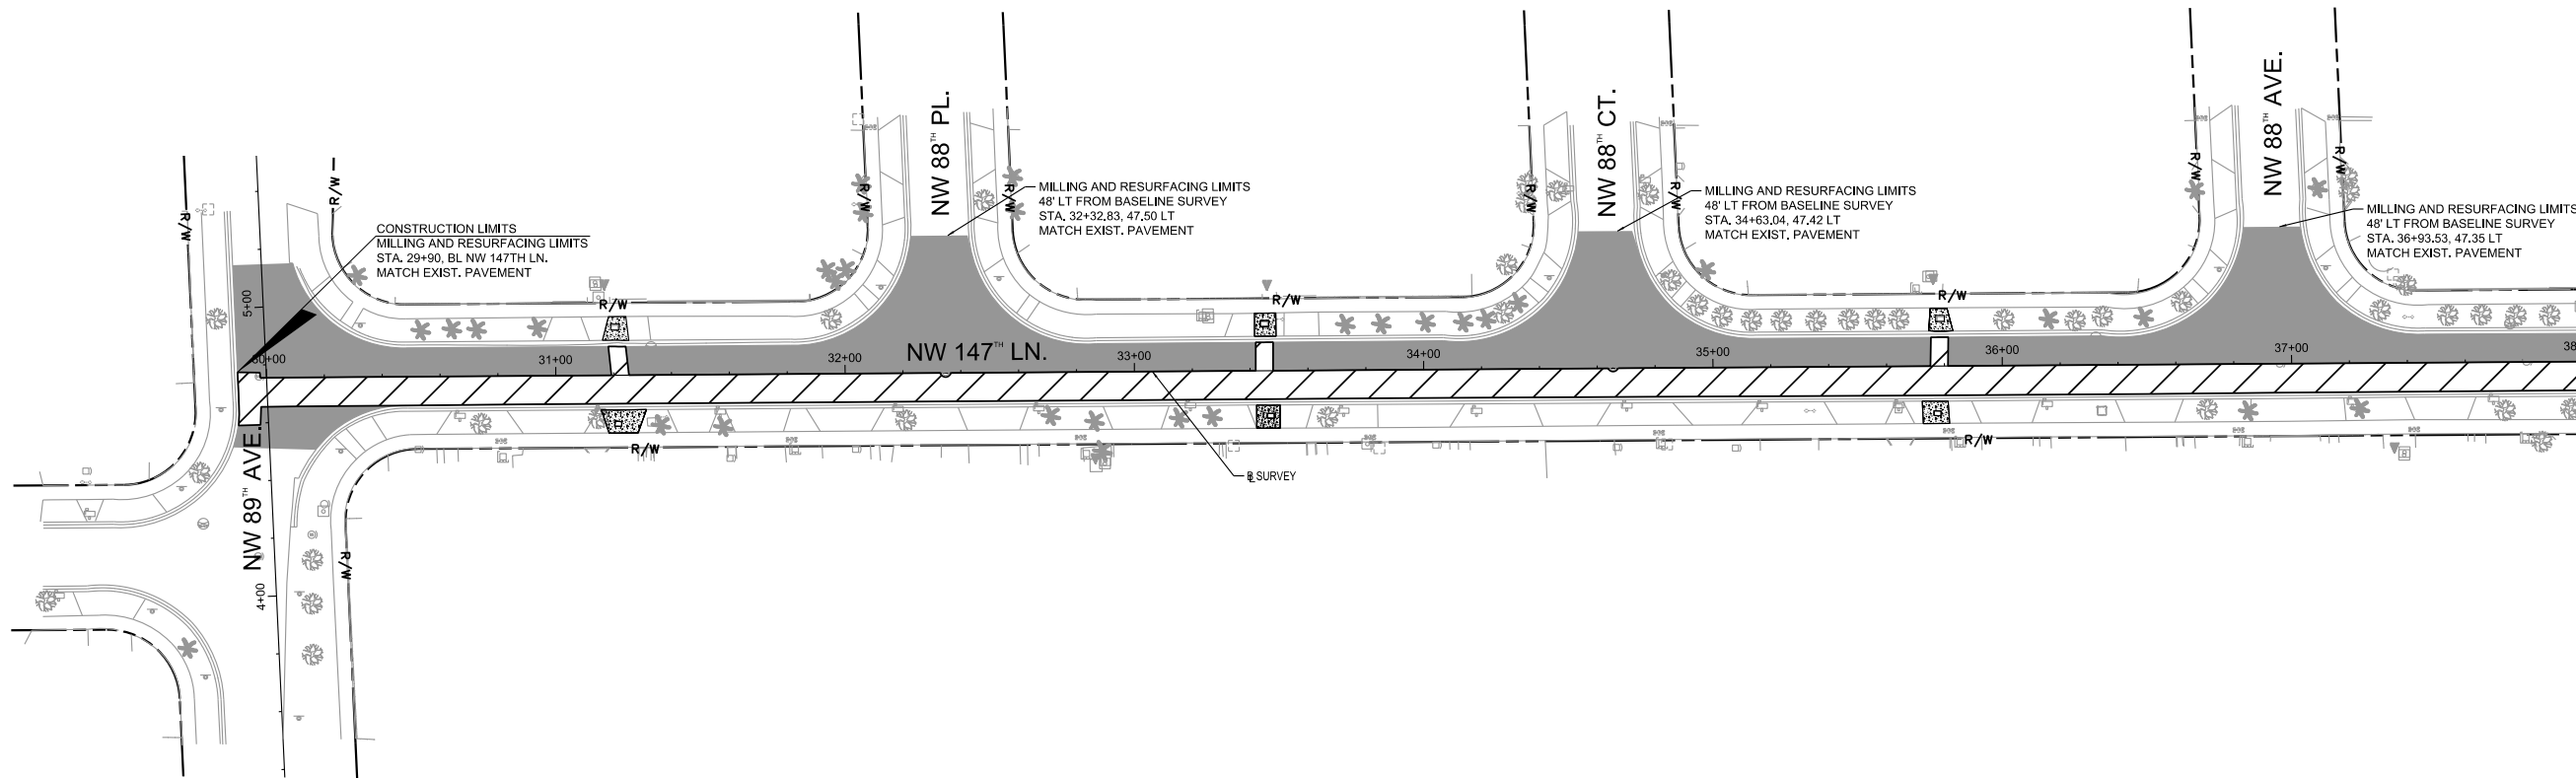 NW 88TH PL.
NW 88TH CT.
NW 88TH AVE.
R/W
R/W
R/W
R/W
R/W
R/W
R/W
R/W
MILLING AND RESURFACING LIMITS
48' LT FROM BASELINE SURVEY
STA. 32+32.83, 47.50 LT
MATCH EXIST. PAVEMENT
MILLING AND RESURFACING LIMITS
48' LT FROM BASELINE SURVEY
STA. 34+63.04, 47.42 LT
MATCH EXIST. PAVEMENT
MILLING AND RESURFACING LIMITS
48' LT FROM BASELINE SURVEY
STA. 36+93.53, 47.35 LT
MATCH EXIST. PAVEMENT
CONSTRUCTION LIMITS
MILLING AND RESURFACING LIMITS
STA. 29+90, BL NW 147TH LN.
MATCH EXIST. PAVEMENT
5+00
R/W
R/W
R/W
30+00
31+00
32+00
NW 147TH LN.
33+00
34+00
35+00
36+00
37+00
38
R/W
R/W
BL SURVEY
NW 89TH AVE.
R/W
4+00